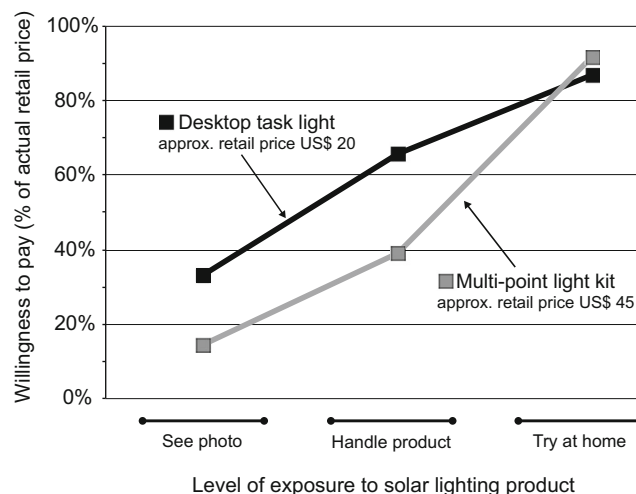 Willingness to pay (% of actual retail price)
100%
80%
60%
40%
20%
0%
Desktop task light
approx. retail price US$ 20
Multi-point light kit
approx. retail price US$ 45
See photo
Handle product
Try at home
Level of exposure to solar lighting product